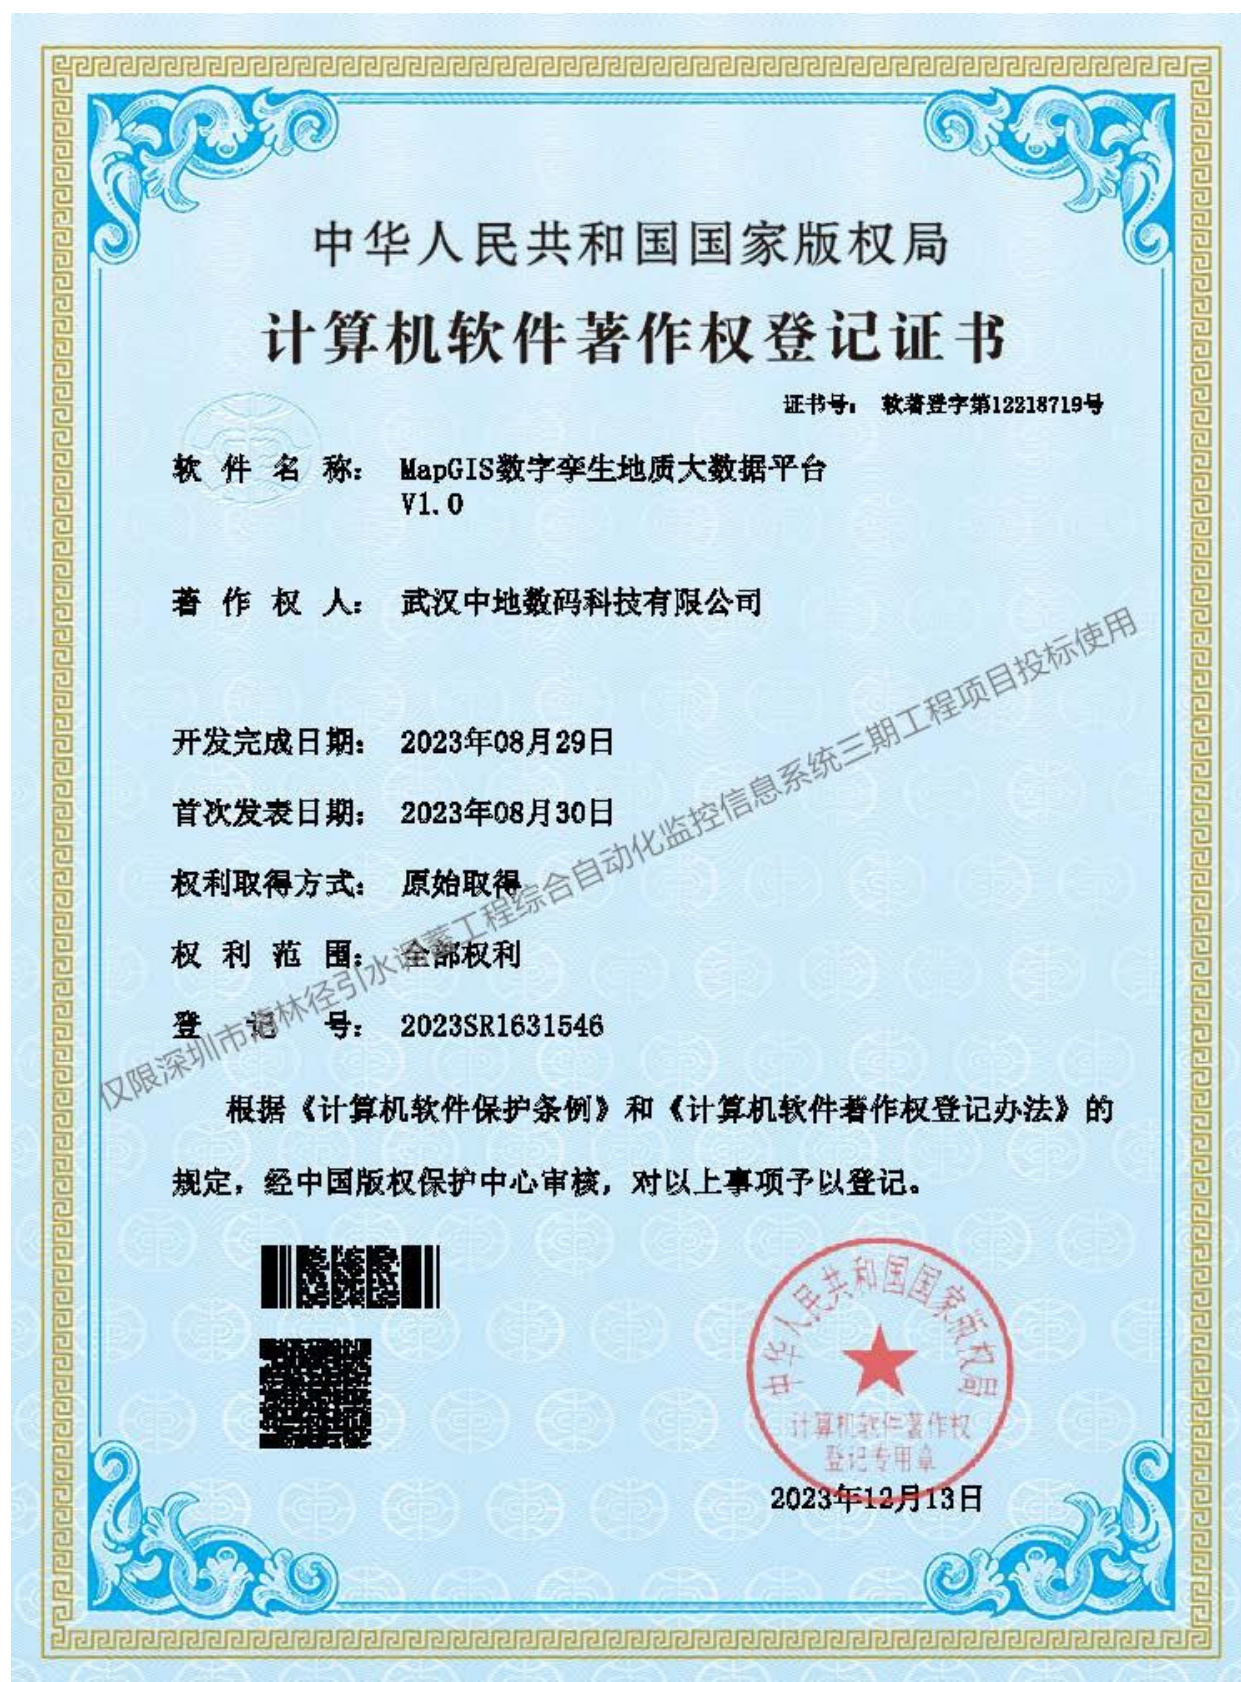 中华人民共和国国家版权局
计算机软件著作权登记证书
证书号： 软著登字第12218719号
软件名称： MapGIS数字孪生地质大数据平台
V1.0
著作权人： 武汉中地数码科技有限公司
开发完成日期： 2023年08月29日
首次发表日期： 2023年08月30日
权利取得方式： 原始取得
权利范围： 全部权利
登记号： 2023SR1631546
根据《计算机软件保护条例》和《计算机软件著作权登记办法》的
规定，经中国版权保护中心审核，对以上事项予以登记。
中华人民共和国国家版权局
计算机软件著作权
登记专用章
2023年12月13日
仅限深圳市清林径引水调蓄工程综合自动化监控信息系统三期工程项目投标使用